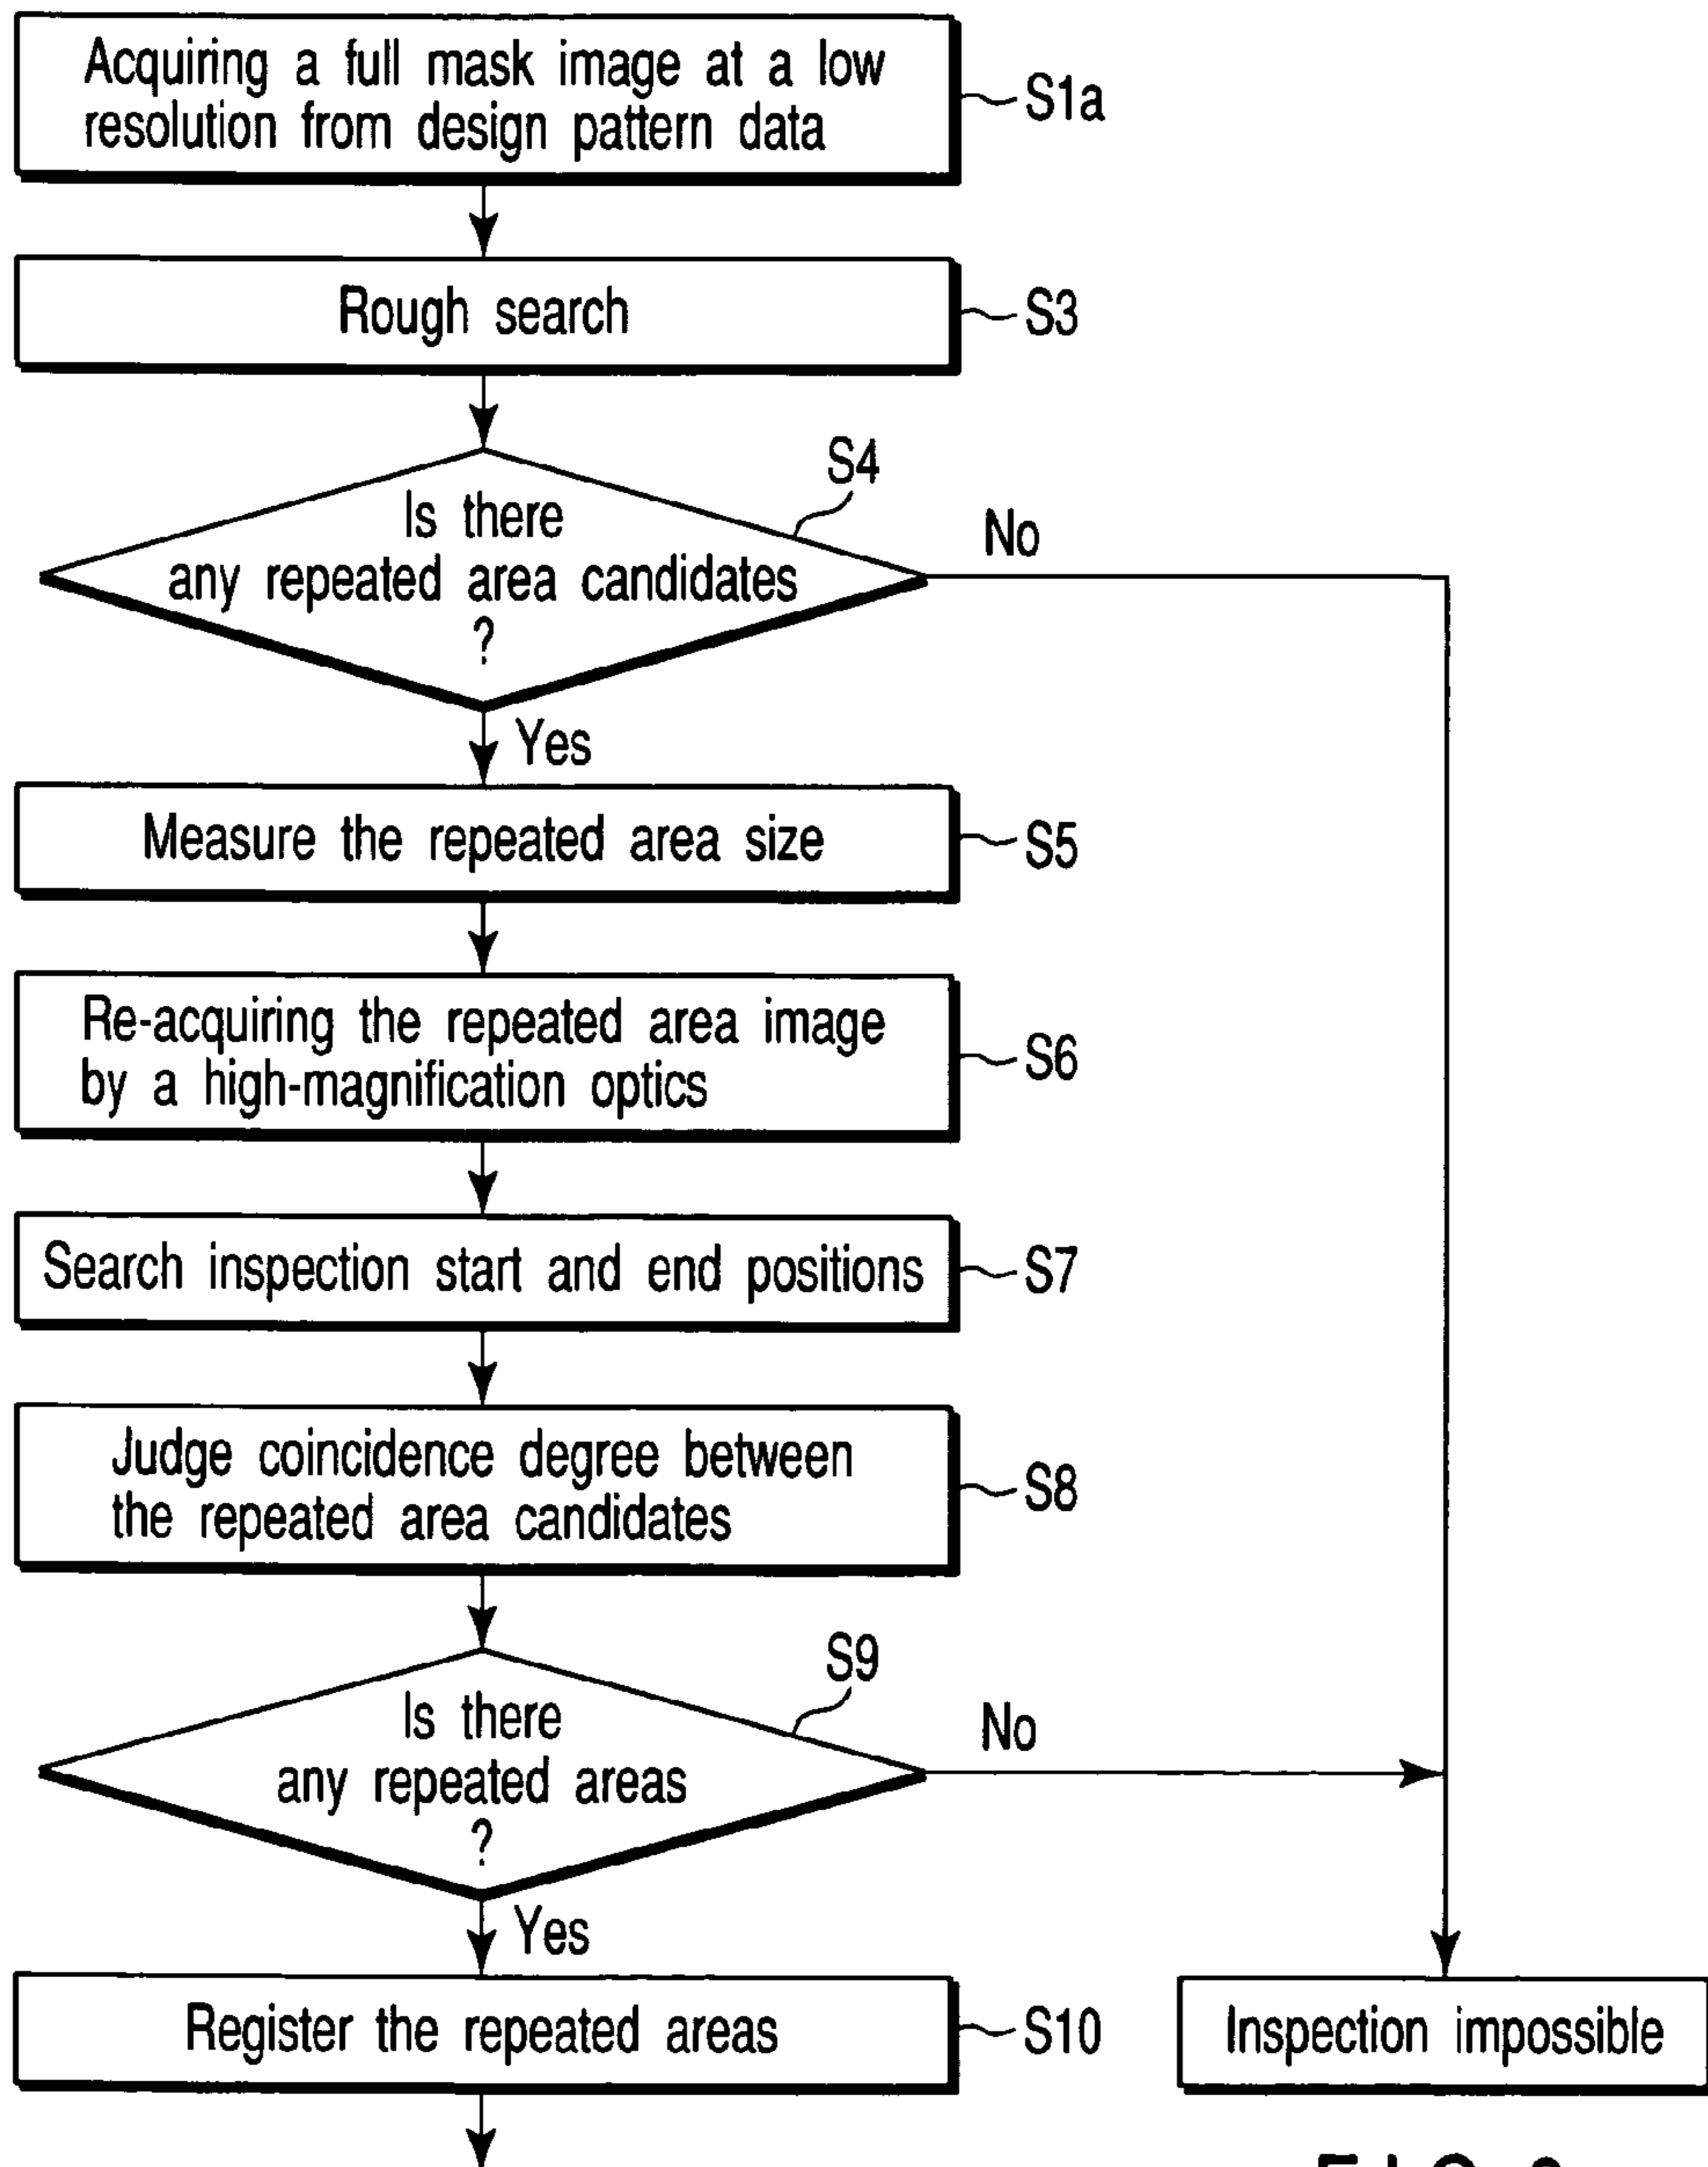 Acquiring a full mask image at a low
resolution from design pattern data
S1a
Rough search
S3
S4
Is there
any repeated area candidates
?
No
Yes
Measure the repeated area size
S5
Re-acquiring the repeated area image
by a high-magnification optics
S6
Search inspection start and end positions
S7
Judge coincidence degree between
the repeated area candidates
S8
S9
Is there
any repeated areas
?
No
Yes
Register the repeated areas
S10
Inspection impossible